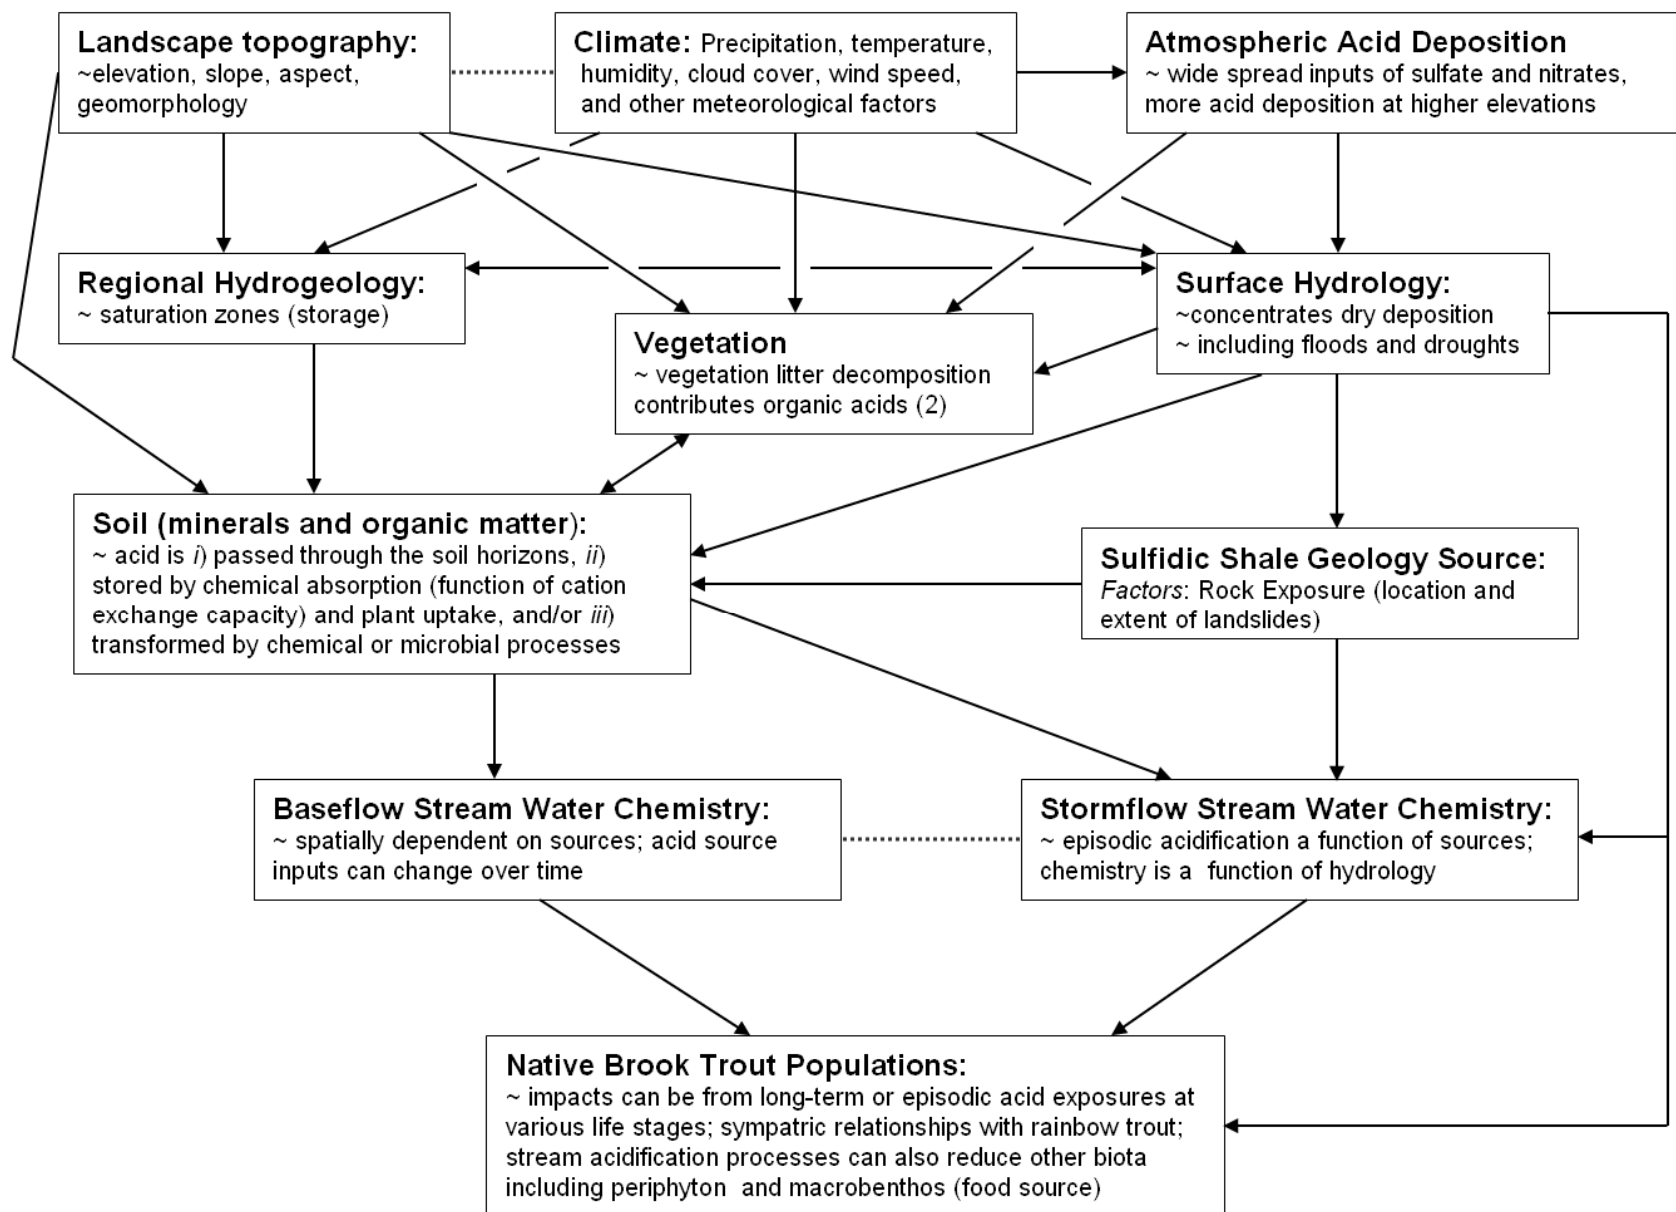 Landscape topography:
~elevation, slope, aspect,
geomorphology
Climate: Precipitation, temperature,
humidity, cloud cover, wind speed,
and other meteorological factors
Atmospheric Acid Deposition
~ wide spread inputs of sulfate and nitrates,
more acid deposition at higher elevations
Regional Hydrogeology:
~ saturation zones (storage)
Vegetation
~ vegetation litter decomposition
contributes organic acids (2)
Surface Hydrology:
~concentrates dry deposition
~ including floods and droughts
Soil (minerals and organic matter):
~ acid is i) passed through the soil horizons, ii)
stored by chemical absorption (function of cation
exchange capacity) and plant uptake, and/or iii)
transformed by chemical or microbial processes
Sulfidic Shale Geology Source:
Factors: Rock Exposure (location and
extent of landslides)
Baseflow Stream Water Chemistry:
~ spatially dependent on sources; acid source
inputs can change over time
Stormflow Stream Water Chemistry:
~ episodic acidification a function of sources;
chemistry is a function of hydrology
Native Brook Trout Populations:
~ impacts can be from long-term or episodic acid exposures at
various life stages; sympatric relationships with rainbow trout;
stream acidification processes can also reduce other biota
including periphyton and macrobenthos (food source)